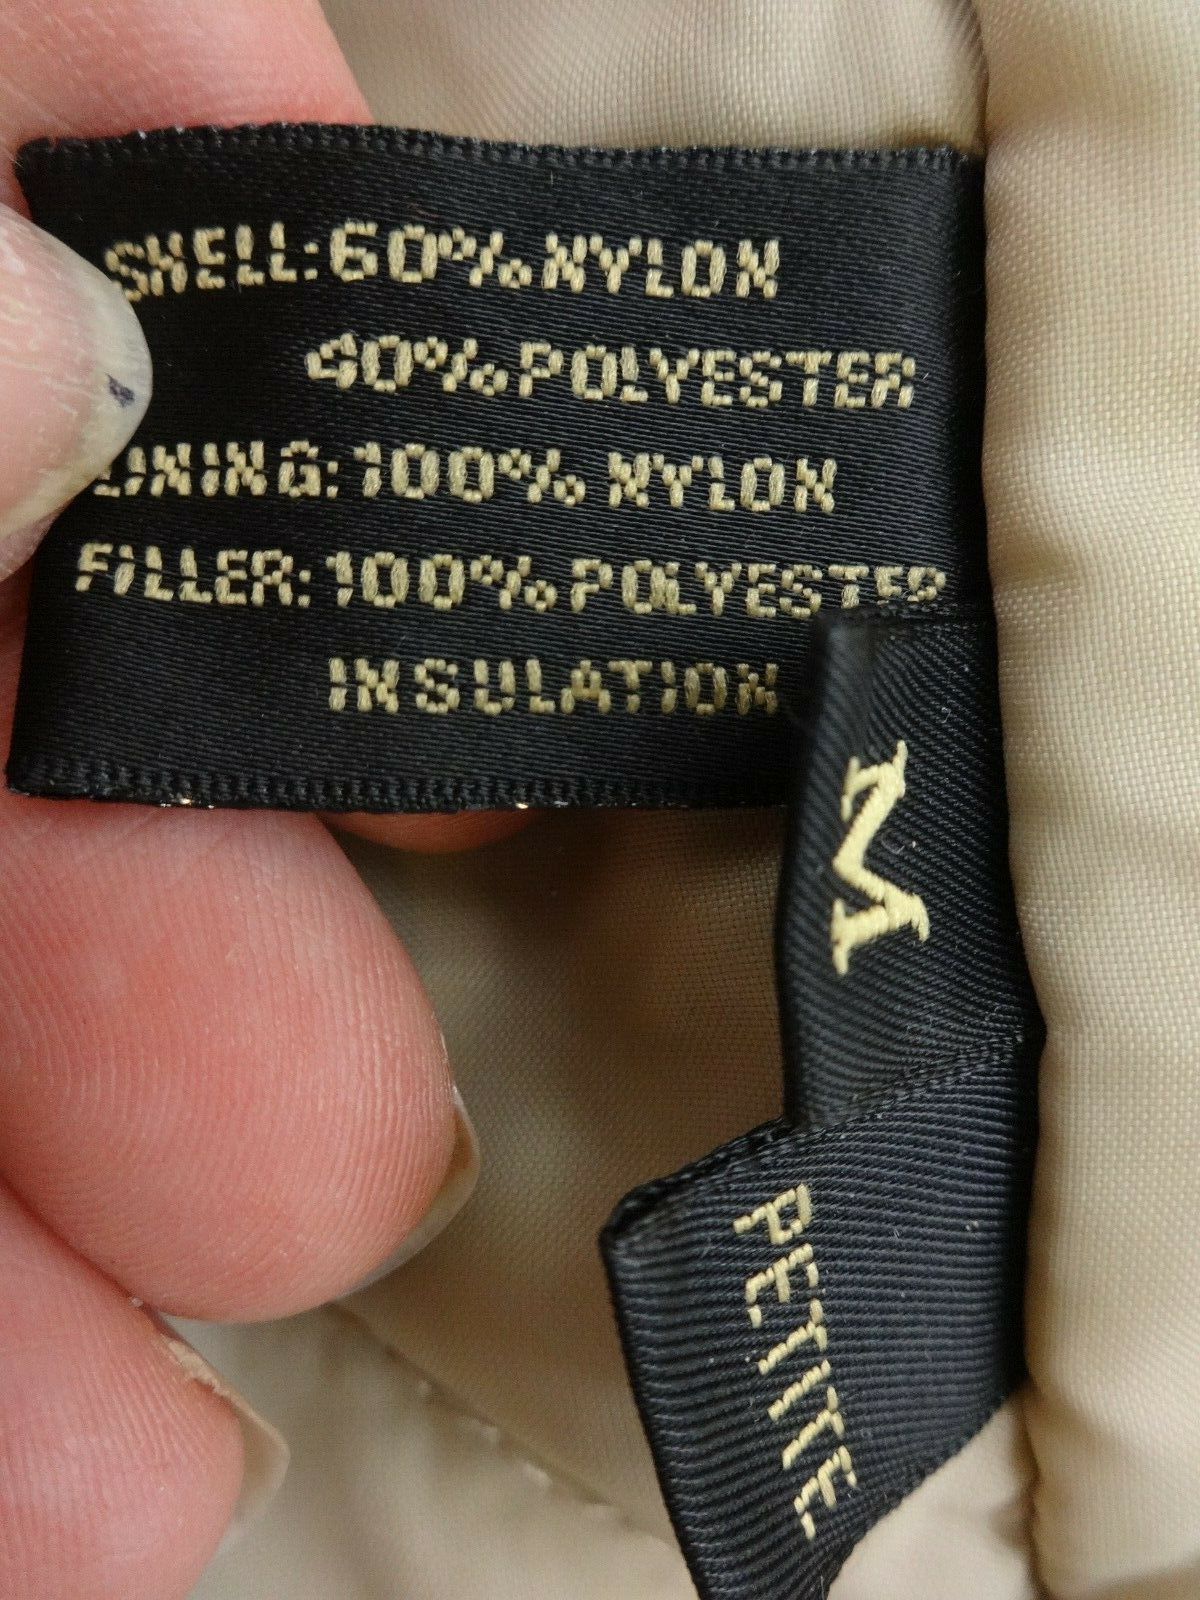 SHELL: 60% NYLON
40% POLYESTER
LINING: 100% NYLON
FILLER: 100% POLYESTER
INSULATION
M
PETITE